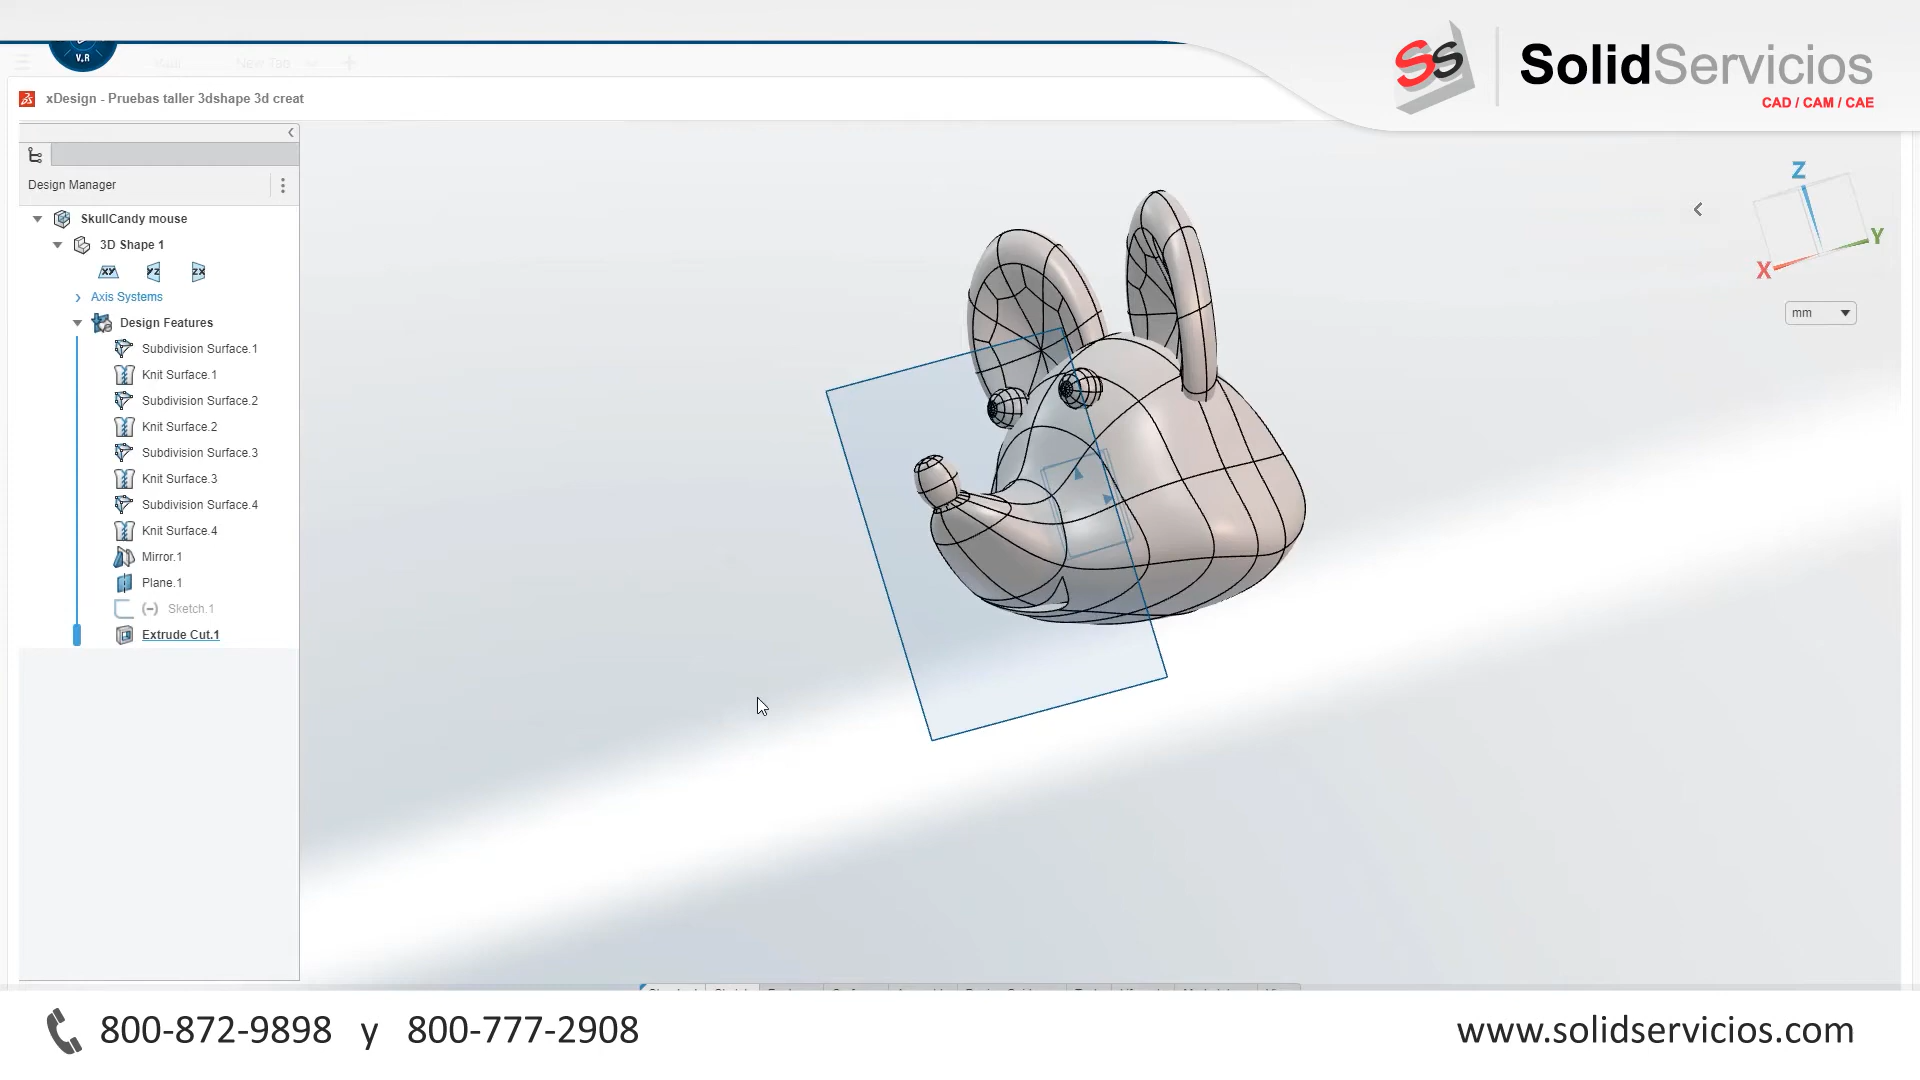 SS
SolidServicios
CAD / CAM / CAE
V.R
New Tab
xDesign - Pruebas taller 3dshape 3d creat
Design Manager
SkullCandy mouse
3D Shape 1
XY YZ ZX
Axis Systems
Design Features
Subdivision Surface.1
Knit Surface.1
Subdivision Surface.2
Knit Surface.2
Subdivision Surface.3
Knit Surface.3
Subdivision Surface.4
Knit Surface.4
Mirror.1
Plane.1
(-) Sketch.1
Extrude Cut.1
Z
Y
X
mm
800-872-9898 y 800-777-2908
www.solidservicios.com